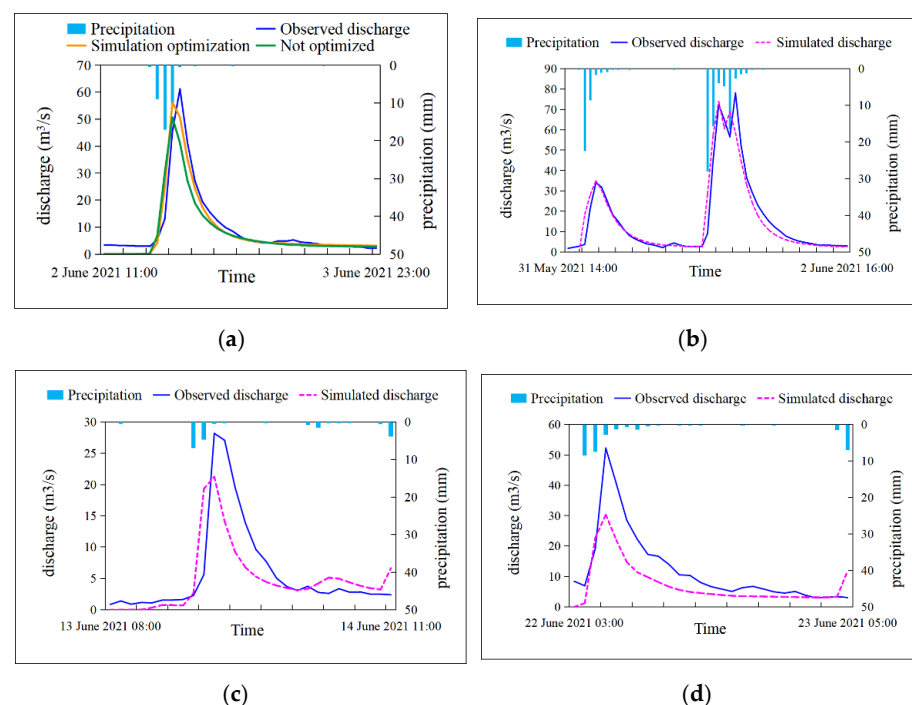 Precipitation Observed discharge
Simulation optimization Not optimized
70 0
60 10
50 20
40
30 30
20 40
10
0 50
discharge (m³/s)
precipitation (mm)
2 June 2021 11:00 3 June 2021 23:00
Time
(a)
Precipitation Observed discharge Simulated discharge
90 0
80 10
70
60 20
50
40 30
30
20 40
10
0 50
discharge (m3/s)
precipitation (mm)
31 May 2021 14:00 2 June 2021 16:00
Time
(b)
Precipitation Observed discharge Simulated discharge
30 0
25 10
20
15 20
10 30
5 40
0 50
discharge (m3/s)
precipitation (mm)
13 June 2021 08:00 14 June 2021 11:00
Time
(c)
Precipitation Observed discharge Simulated discharge
60 0
50 10
40 20
30
20 30
10 40
0 50
discharge (m3/s)
precipitation (mm)
22 June 2021 03:00 23 June 2021 05:00
Time
(d)